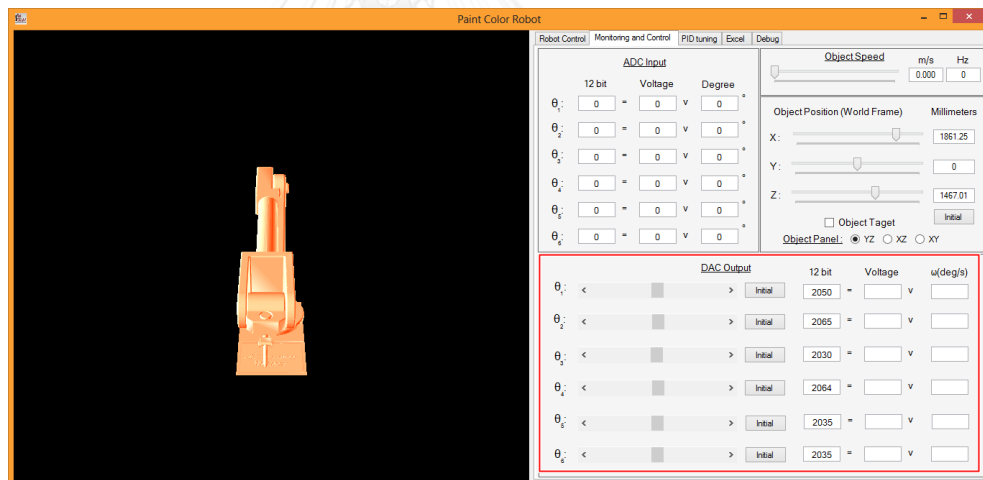 Paint Color Robot
Robot Control Monitoring and Control PID tuning Excel Debug
ADC Input
12 bit Voltage Degree
θ1: 0 = 0 v 0 °
θ2: 0 = 0 v 0 °
θ3: 0 = 0 v 0 °
θ4: 0 = 0 v 0 °
θ5: 0 = 0 v 0 °
θ6: 0 = 0 v 0 °
Object Speed m/s Hz
0.000 0
Object Position (World Frame) Millimeters
X: 1861.25
Y: 0
Z: 1467.01
Object Taget Initial
Object Panel: YZ XZ XY
DAC Output 12 bit Voltage ω(deg/s)
θ1: < > Initial 2050 = v
θ2: < > Initial 2065 = v
θ3: < > Initial 2030 = v
θ4: < > Initial 2064 = v
θ5: < > Initial 2035 = v
θ6: < > Initial 2035 = v